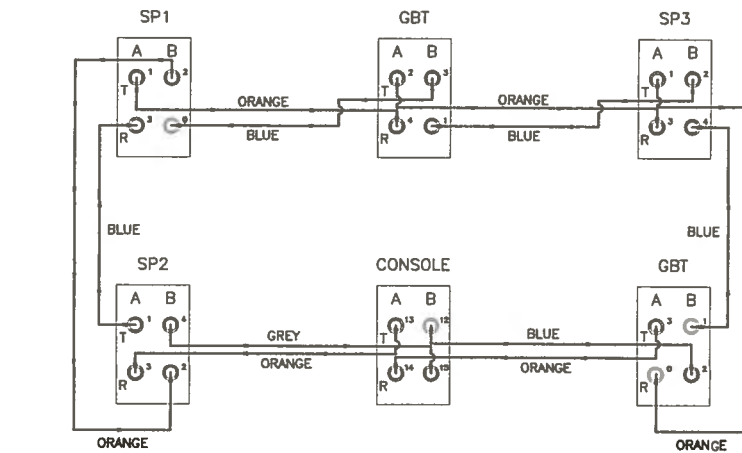 SP1 GBT SP3
A B A B A B
1 2 2 3 1 2
T
ORANGE ORANGE
R 3 R 4 1 R 3 4
BLUE BLUE
BLUE BLUE
SP2 CONSOLE GBT
A B A B A B
1 4 13 12 3 1
T T T
GREY BLUE
ORANGE ORANGE
R 3 2 R 14 15 R 0 2
ORANGE ORANGE